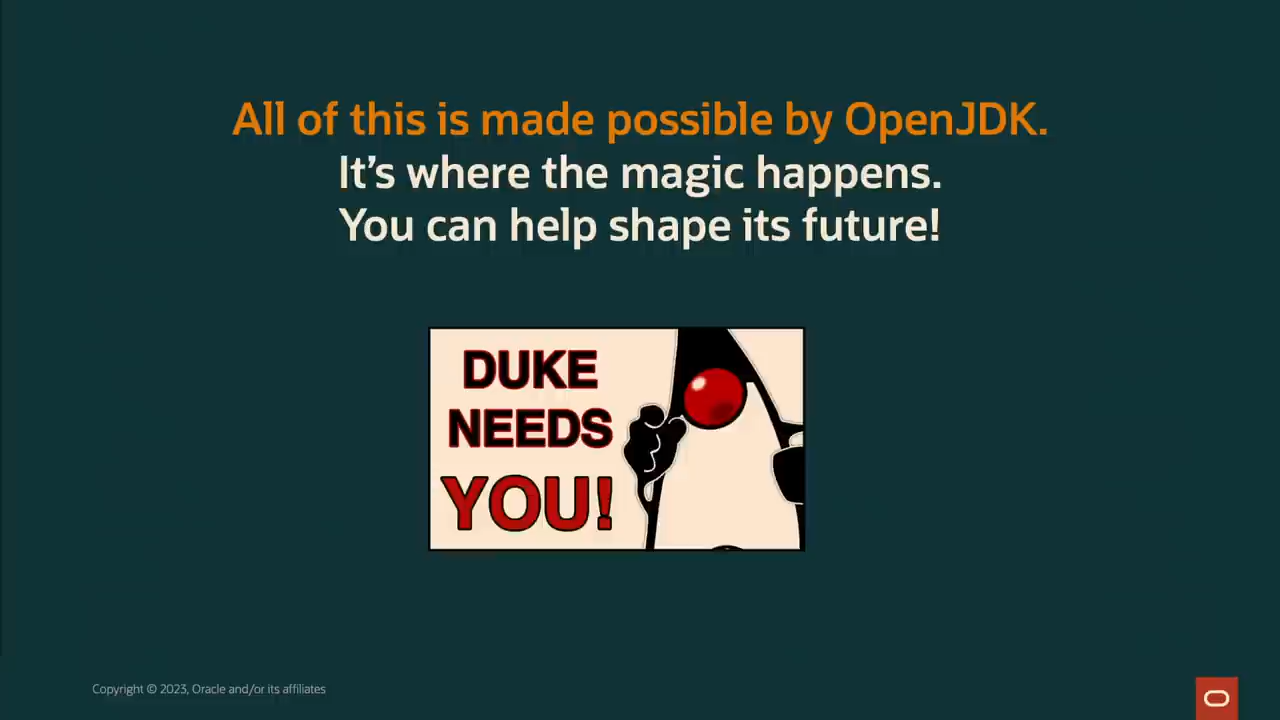 All of this is made possible by OpenJDK.
It’s where the magic happens.
You can help shape its future!
DUKE
NEEDS
YOU!
Copyright © 2023, Oracle and/or its affiliates